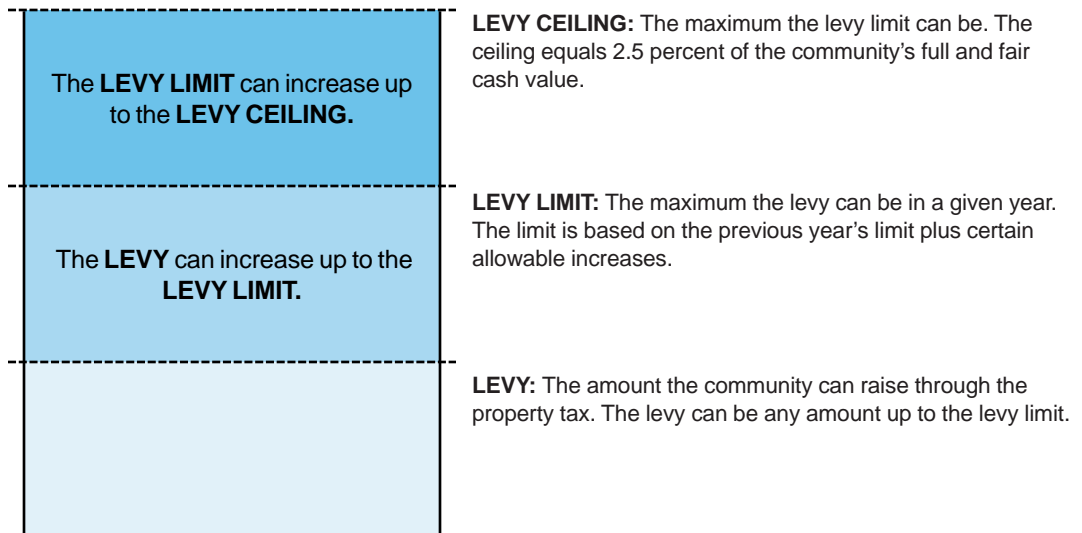 LEVY CEILING: The maximum the levy limit can be. The
ceiling equals 2.5 percent of the community’s full and fair
cash value.
The LEVY LIMIT can increase up
to the LEVY CEILING.
LEVY LIMIT: The maximum the levy can be in a given year.
The limit is based on the previous year’s limit plus certain
allowable increases.
The LEVY can increase up to the
LEVY LIMIT.
LEVY: The amount the community can raise through the
property tax. The levy can be any amount up to the levy limit.